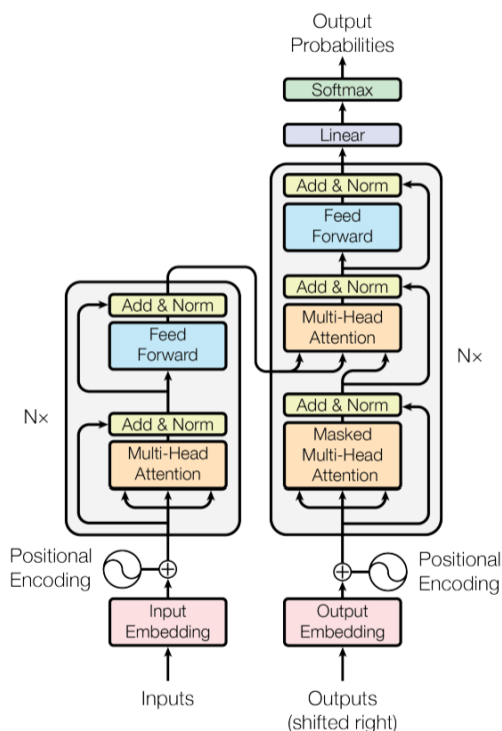 Output
Probabilities
Softmax
Linear
Add & Norm
Feed
Forward
Add & Norm
Multi-Head
Attention
Add & Norm
Masked
Multi-Head
Attention
N×
Add & Norm
Feed
Forward
Add & Norm
Multi-Head
Attention
N×
Positional
Encoding
Positional
Encoding
Input
Embedding
Output
Embedding
Inputs
Outputs
(shifted right)